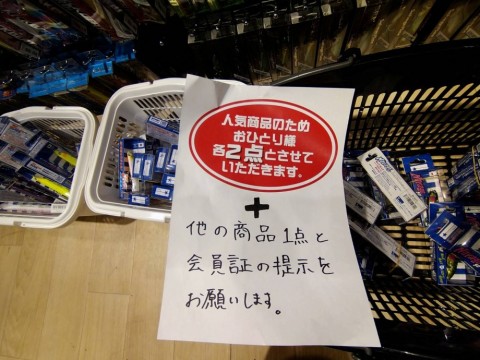 人気商品のため
おひとり様
各2点とさせて
いただきます。
+
他の商品1点と
会員証の提示を
お願いします。